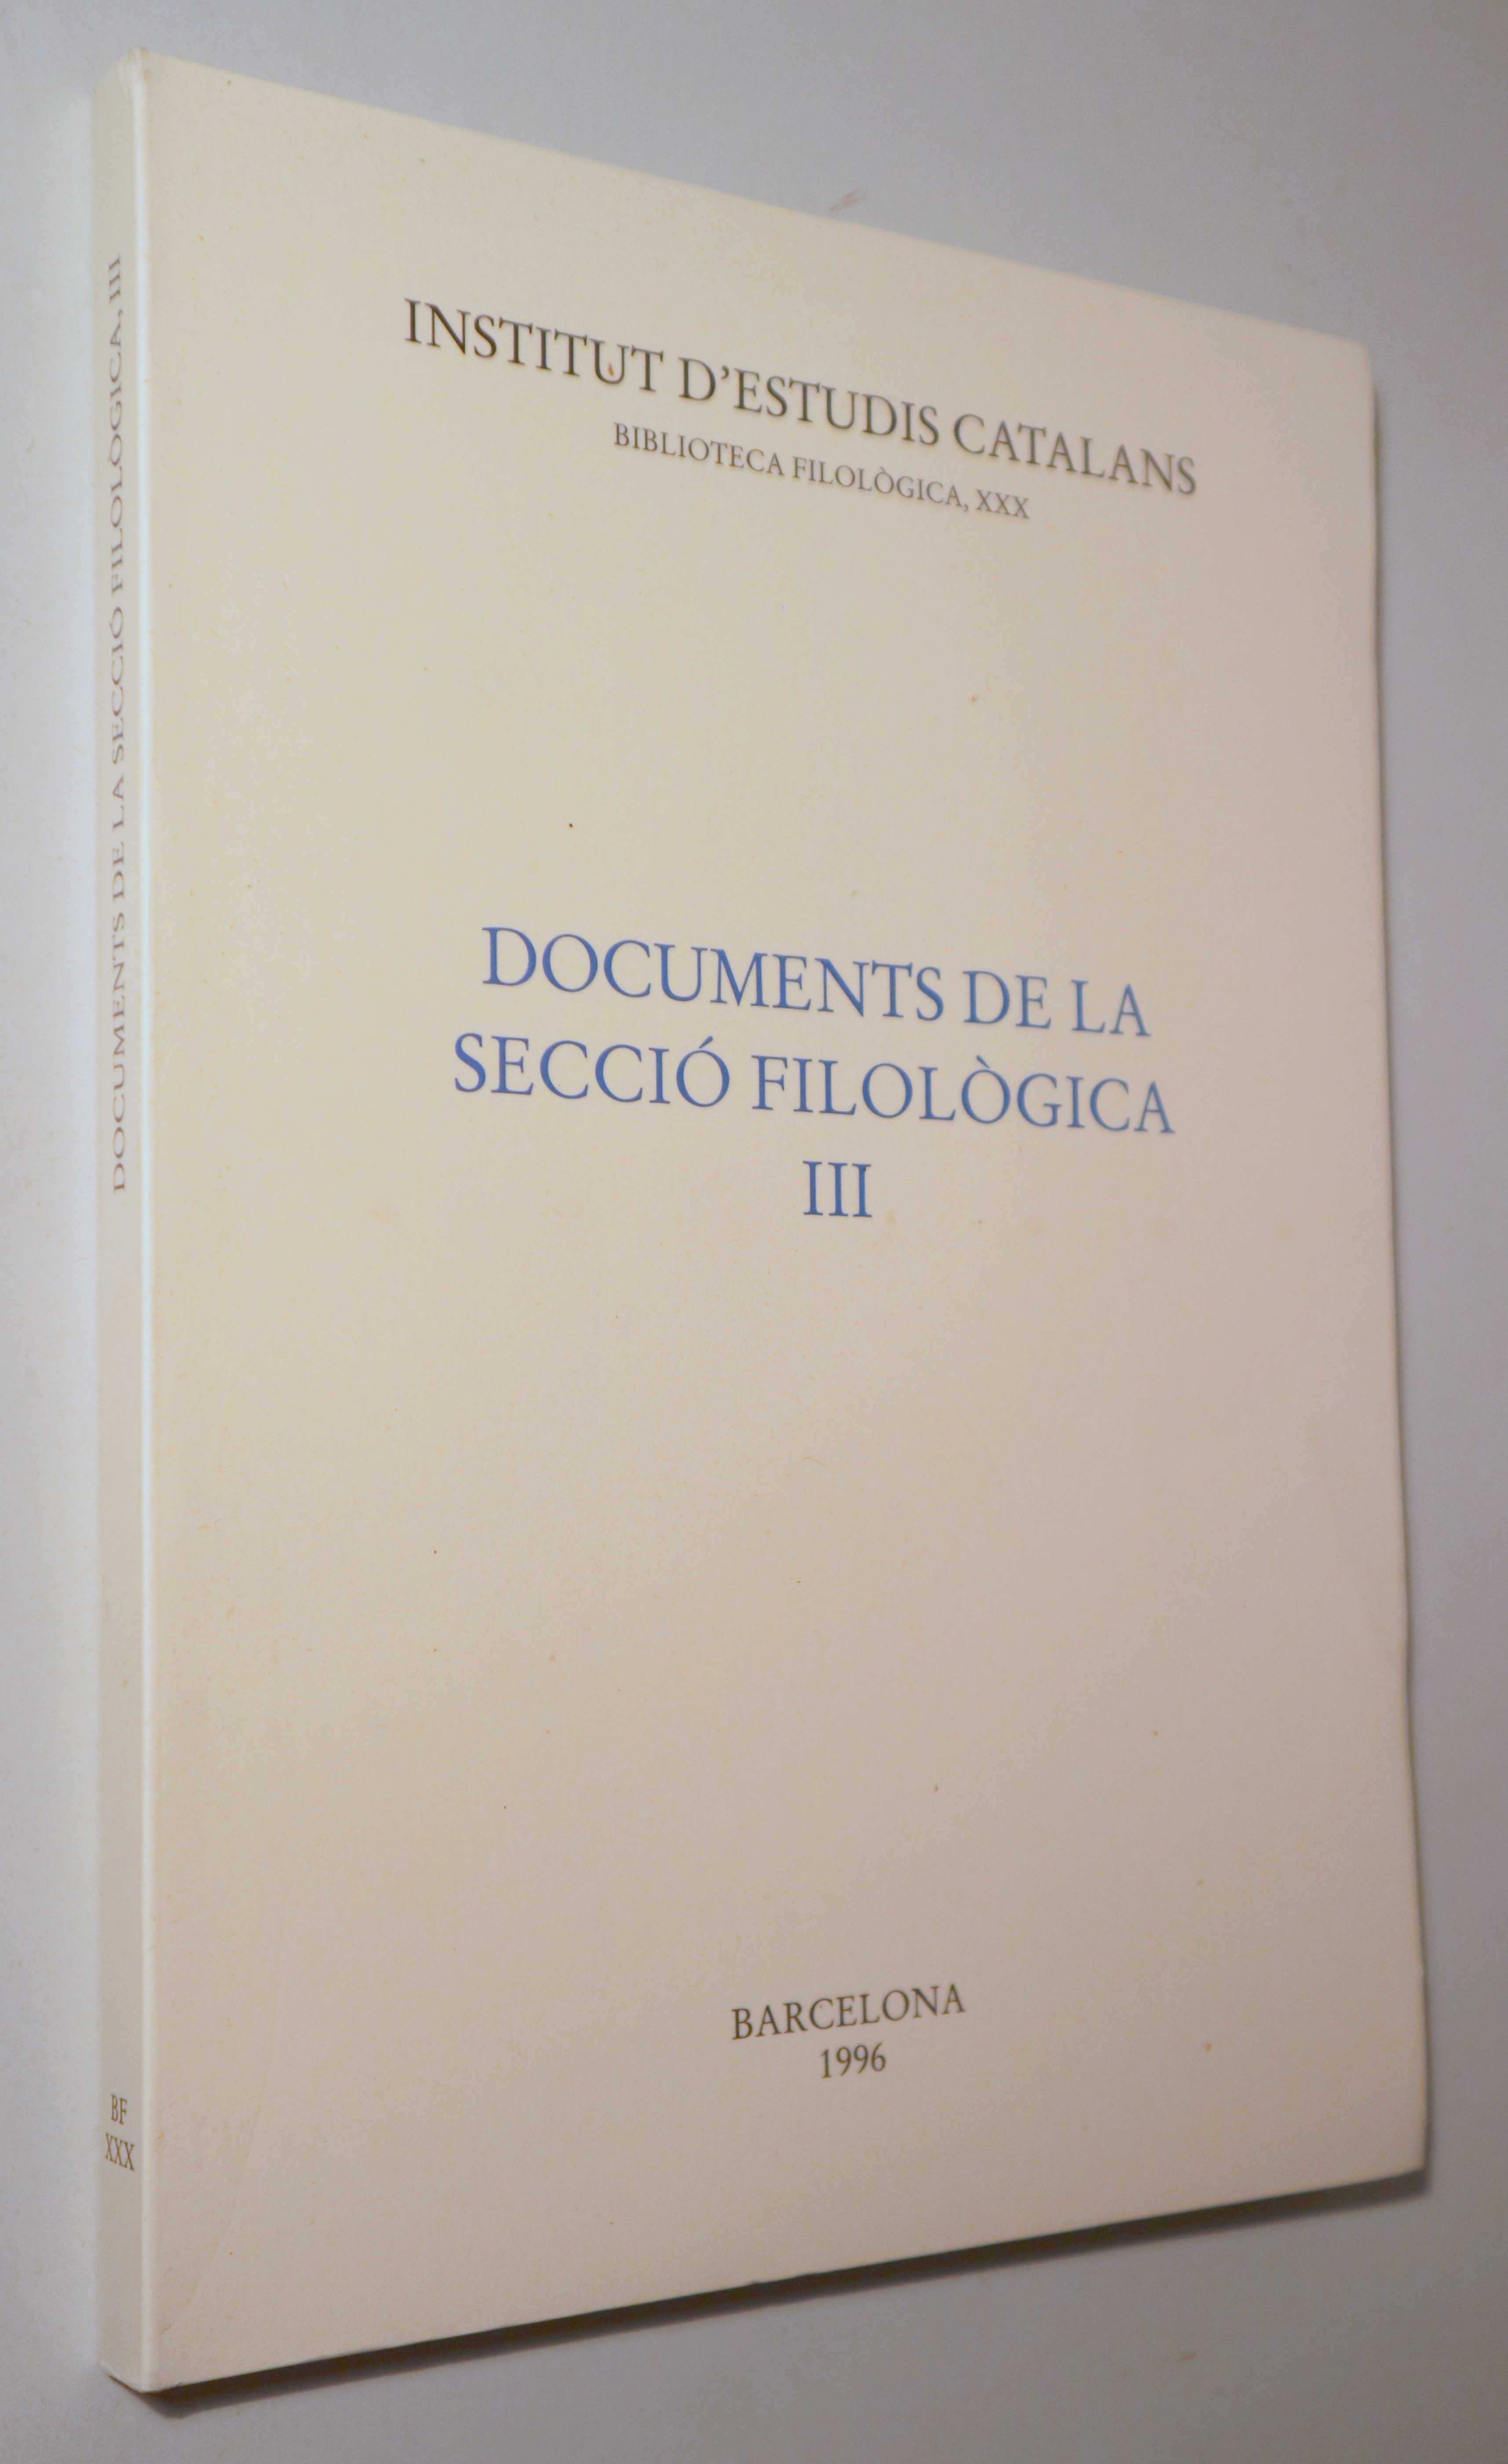 INSTITUT D'ESTUDIS CATALANS
BIBLIOTECA FILOLÒGICA, XXX
DOCUMENTS DE LA
SECCIÓ FILOLÒGICA
III
BARCELONA
1996
DOCUMENTS DE LA SECCIÓ FILOLÒGICA, III
BF
XXX